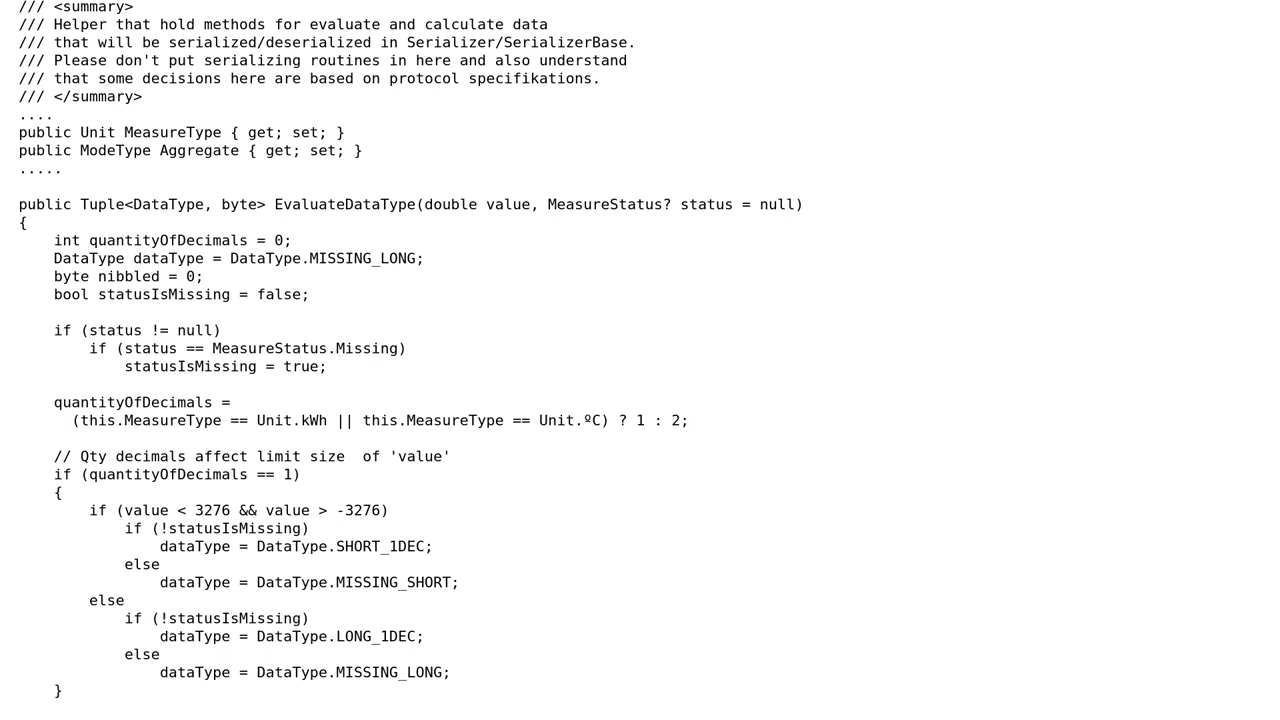 /// <summary>
/// Helper that hold methods for evaluate and calculate data
/// that will be serialized/deserialized in Serializer/SerializerBase.
/// Please don't put serializing routines in here and also understand
/// that some decisions here are based on protocol specifikations.
/// </summary>
....
public Unit MeasureType { get; set; }
public ModeType Aggregate { get; set; }
.....

public Tuple<DataType, byte> EvaluateDataType(double value, MeasureStatus? status = null)
{
    int quantityOfDecimals = 0;
    DataType dataType = DataType.MISSING_LONG;
    byte nibbled = 0;
    bool statusIsMissing = false;

    if (status != null)
        if (status == MeasureStatus.Missing)
            statusIsMissing = true;

    quantityOfDecimals =
      (this.MeasureType == Unit.kWh || this.MeasureType == Unit.ºC) ? 1 : 2;

    // Qty decimals affect limit size  of 'value'
    if (quantityOfDecimals == 1)
    {
        if (value < 3276 && value > -3276)
            if (!statusIsMissing)
                dataType = DataType.SHORT_1DEC;
            else
                dataType = DataType.MISSING_SHORT;
        else
            if (!statusIsMissing)
                dataType = DataType.LONG_1DEC;
            else
                dataType = DataType.MISSING_LONG;
    }